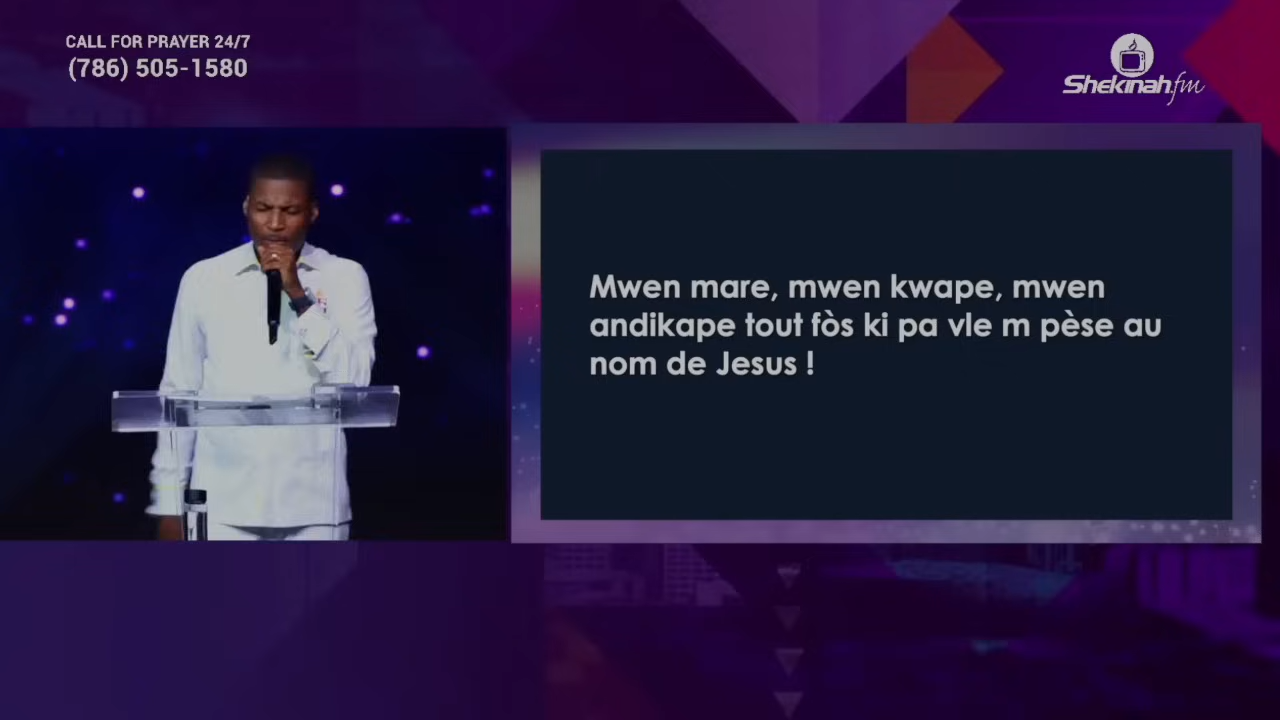 CALL FOR PRAYER 24/7
(786) 505-1580
Shekinah.fm
Mwen mare, mwen kwape, mwen
andikape tout fòs ki pa vle m pèse au
nom de Jesus !